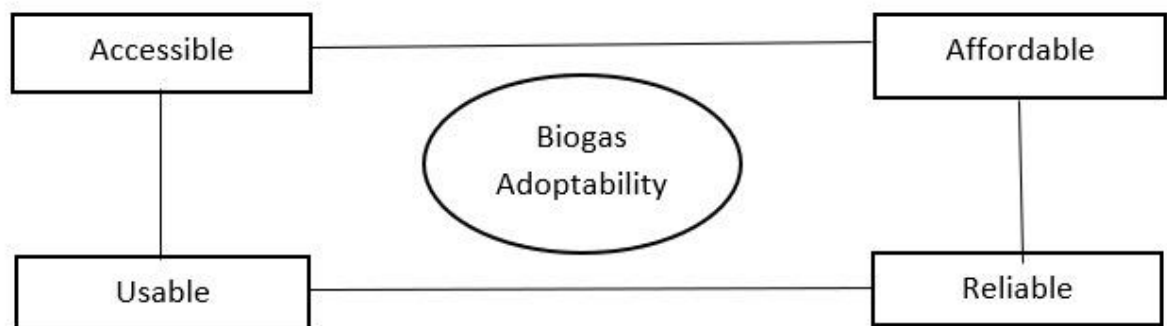 Accessible
Affordable
Biogas
Adoptability
Usable
Reliable